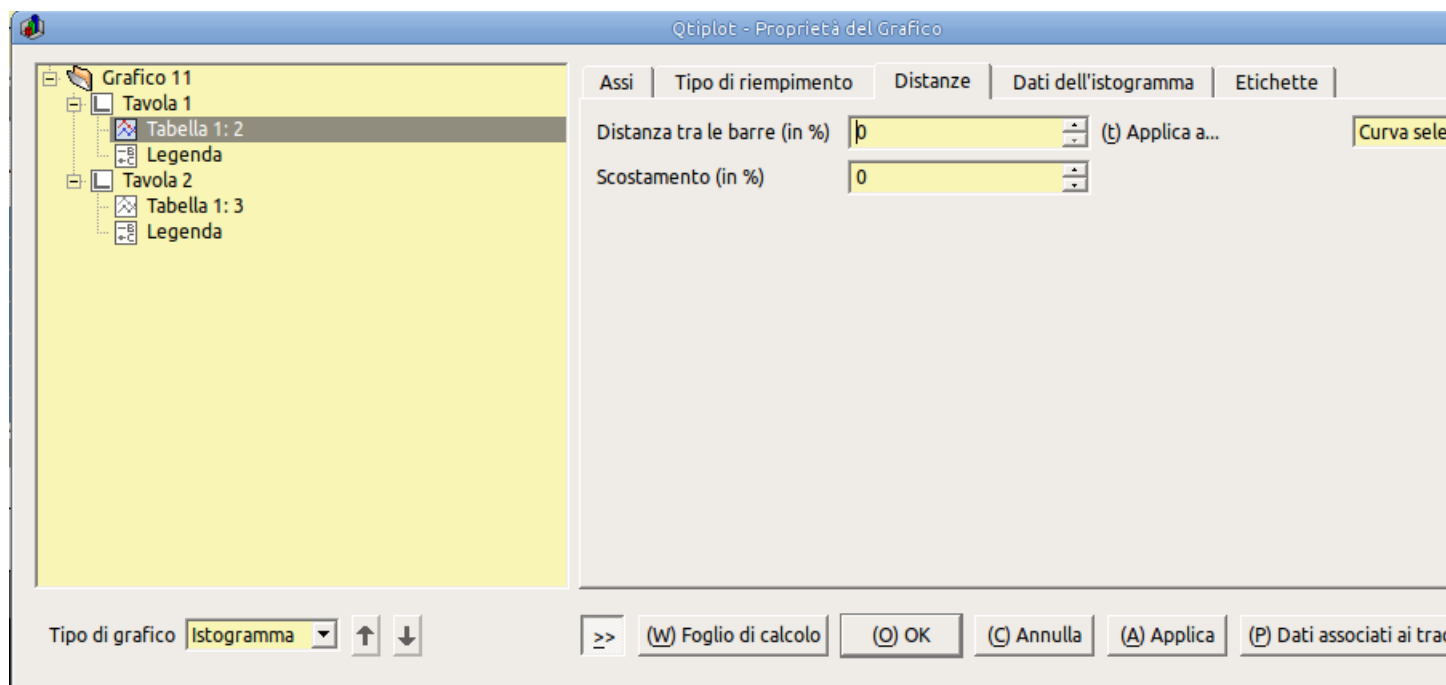 Qtiplot - Proprietà del Grafico
Grafico 11
Tavola 1
Tabella 1: 2
Legenda
Tavola 2
Tabella 1: 3
Legenda
Assi Tipo di riempimento Distanze Dati dell'istogramma Etichette
Distanza tra le barre (in %) 0 (t) Applica a... Curva sele
Scostamento (in %) 0
Tipo di grafico Istogramma >> (W) Foglio di calcolo (O) OK (C) Annulla (A) Applica (P) Dati associati ai trac